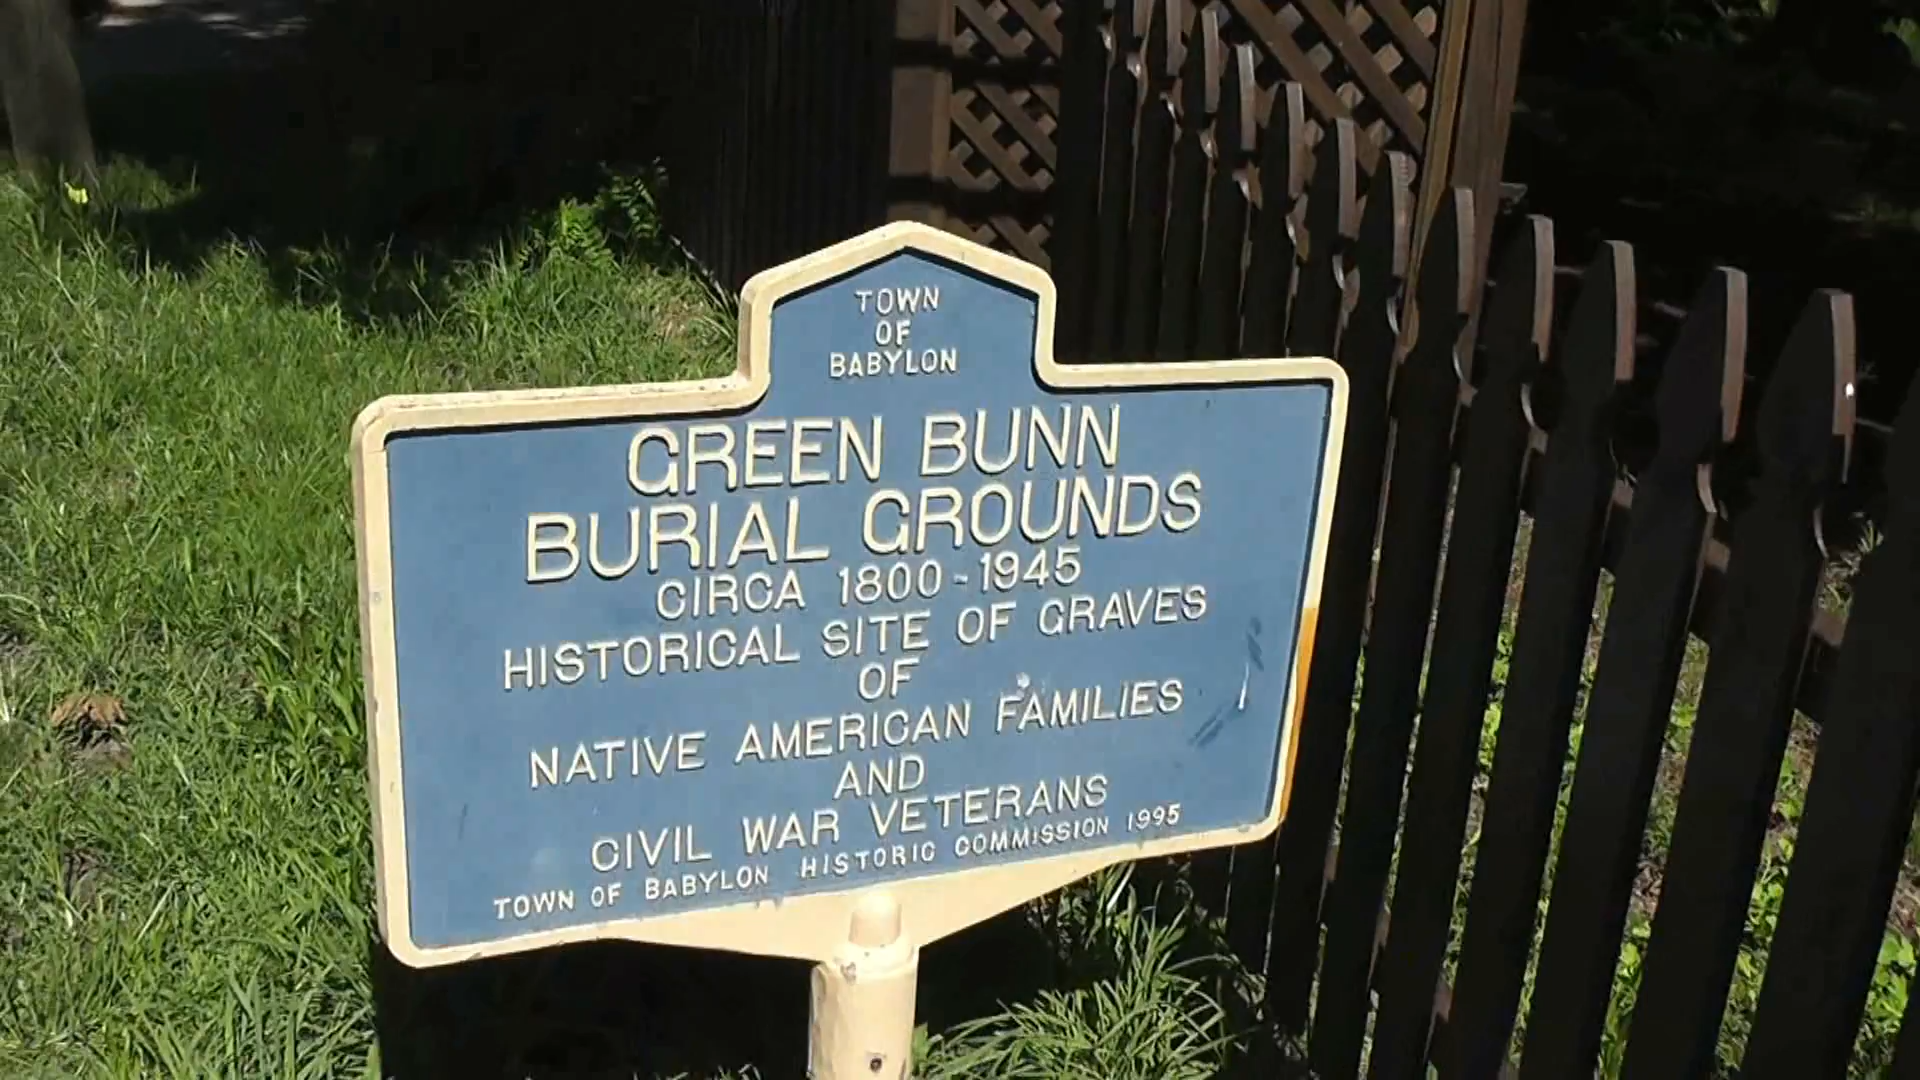 TOWN
OF
BABYLON
GREEN BUNN
BURIAL GROUNDS
CIRCA 1800-1945
HISTORICAL SITE OF GRAVES
OF
NATIVE AMERICAN FAMILIES
AND
CIVIL WAR VETERANS
TOWN OF BABYLON HISTORIC COMMISSION 1995